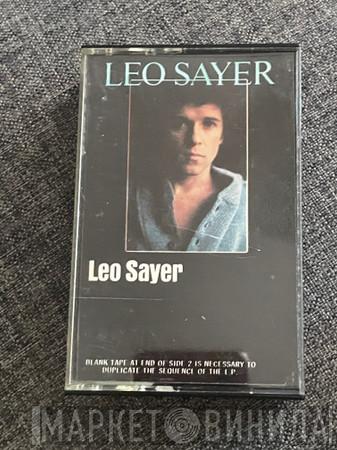 LEO SAYER
Leo Sayer
BLANK TAPE AT END OF SIDE 2 IS NECESSARY TO
DUPLICATE THE SEQUENCE OF THE L.P.
МАРКЕТ ВИНИЛА